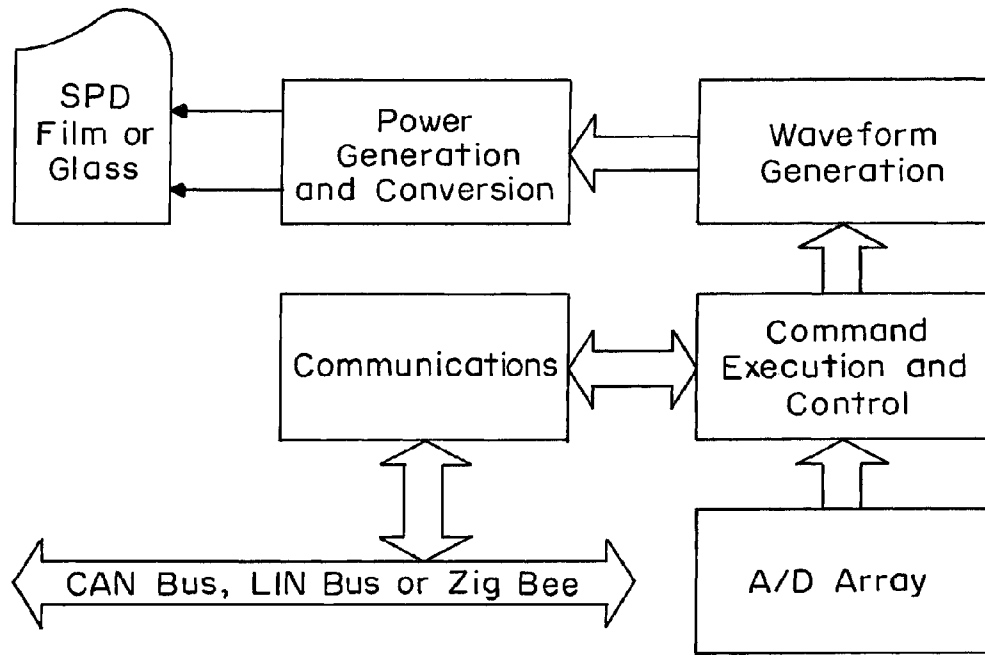 SPD
Film or
Glass
Power
Generation
and Conversion
Waveform
Generation
Communications
Command
Execution and
Control
CAN Bus, LIN Bus or Zig Bee
A/D Array